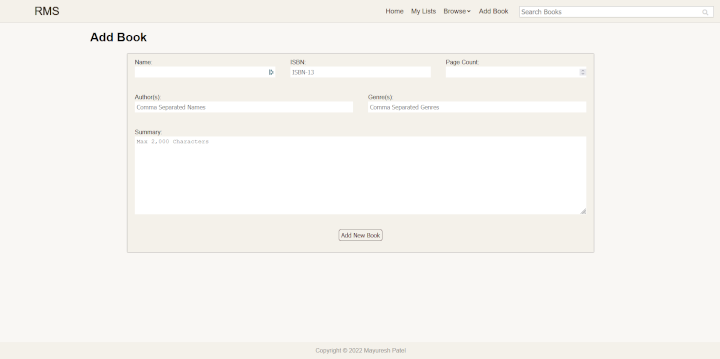 RMS Home My Lists Browse Add Book Search Books
Add Book
Name: ISBN: Page Count:
ISBN-13
Author(s): Genre(s):
Comma Separated Names Comma Separated Genres
Summary:
Max 2,000 Characters
Add New Book
Copyright © 2022 Mayuresh Patel